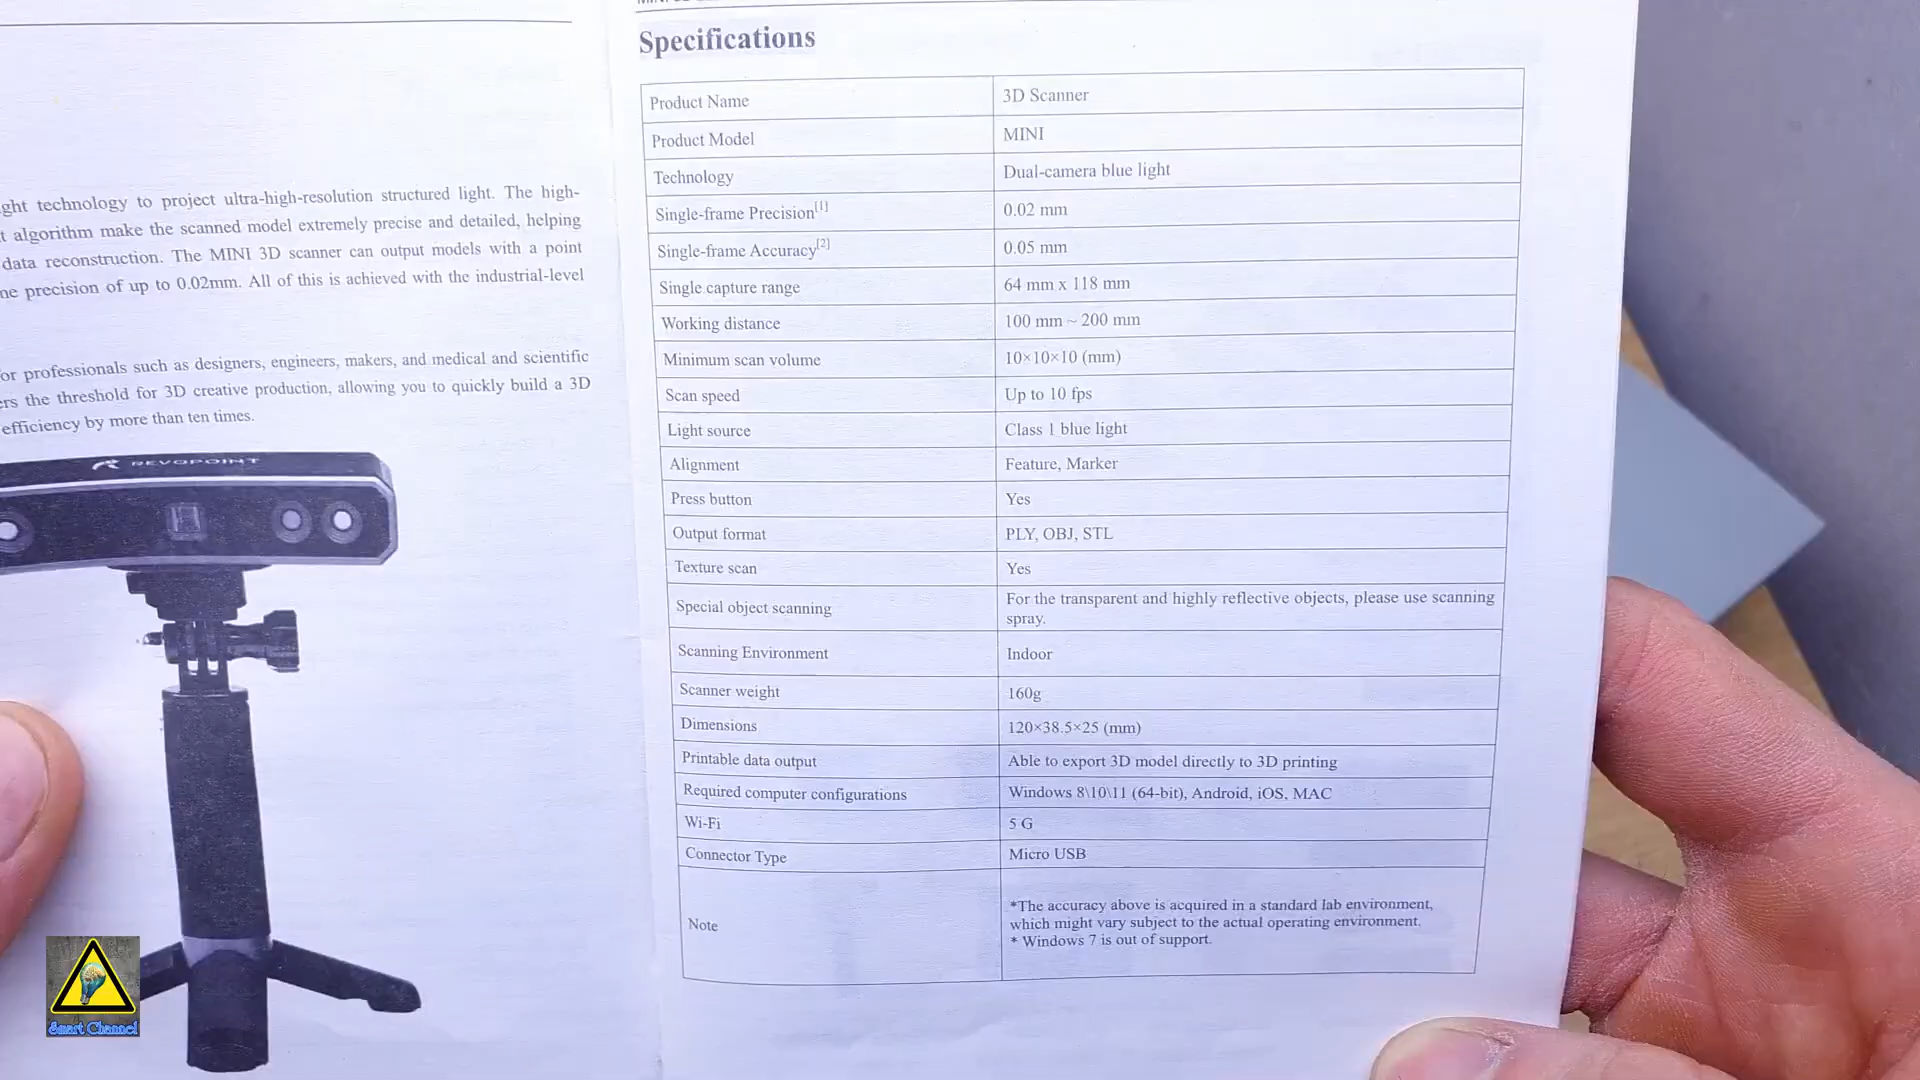 ght technology to project ultra-high-resolution structured light. The high-
t algorithm make the scanned model extremely precise and detailed, helping
data reconstruction. The MINI 3D scanner can output models with a point
ne precision of up to 0.02mm. All of this is achieved with the industrial-level
or professionals such as designers, engineers, makers, and medical and scientific
ers the threshold for 3D creative production, allowing you to quickly build a 3D
efficiency by more than ten times.
REVOPOINT
Smart Channel
Specifications
Product Name 3D Scanner
Product Model MINI
Technology Dual-camera blue light
Single-frame Precision[1] 0.02 mm
Single-frame Accuracy[2] 0.05 mm
Single capture range 64 mm x 118 mm
Working distance 100 mm ~ 200 mm
Minimum scan volume 10×10×10 (mm)
Scan speed Up to 10 fps
Light source Class 1 blue light
Alignment Feature, Marker
Press button Yes
Output format PLY, OBJ, STL
Texture scan Yes
Special object scanning For the transparent and highly reflective objects, please use scanning
spray.
Scanning Environment Indoor
Scanner weight 160g
Dimensions 120×38.5×25 (mm)
Printable data output Able to export 3D model directly to 3D printing
Required computer configurations Windows 8\10\11 (64-bit), Android, iOS, MAC
Wi-Fi 5 G
Connector Type Micro USB
Note *The accuracy above is acquired in a standard lab environment,
which might vary subject to the actual operating environment.
* Windows 7 is out of support.